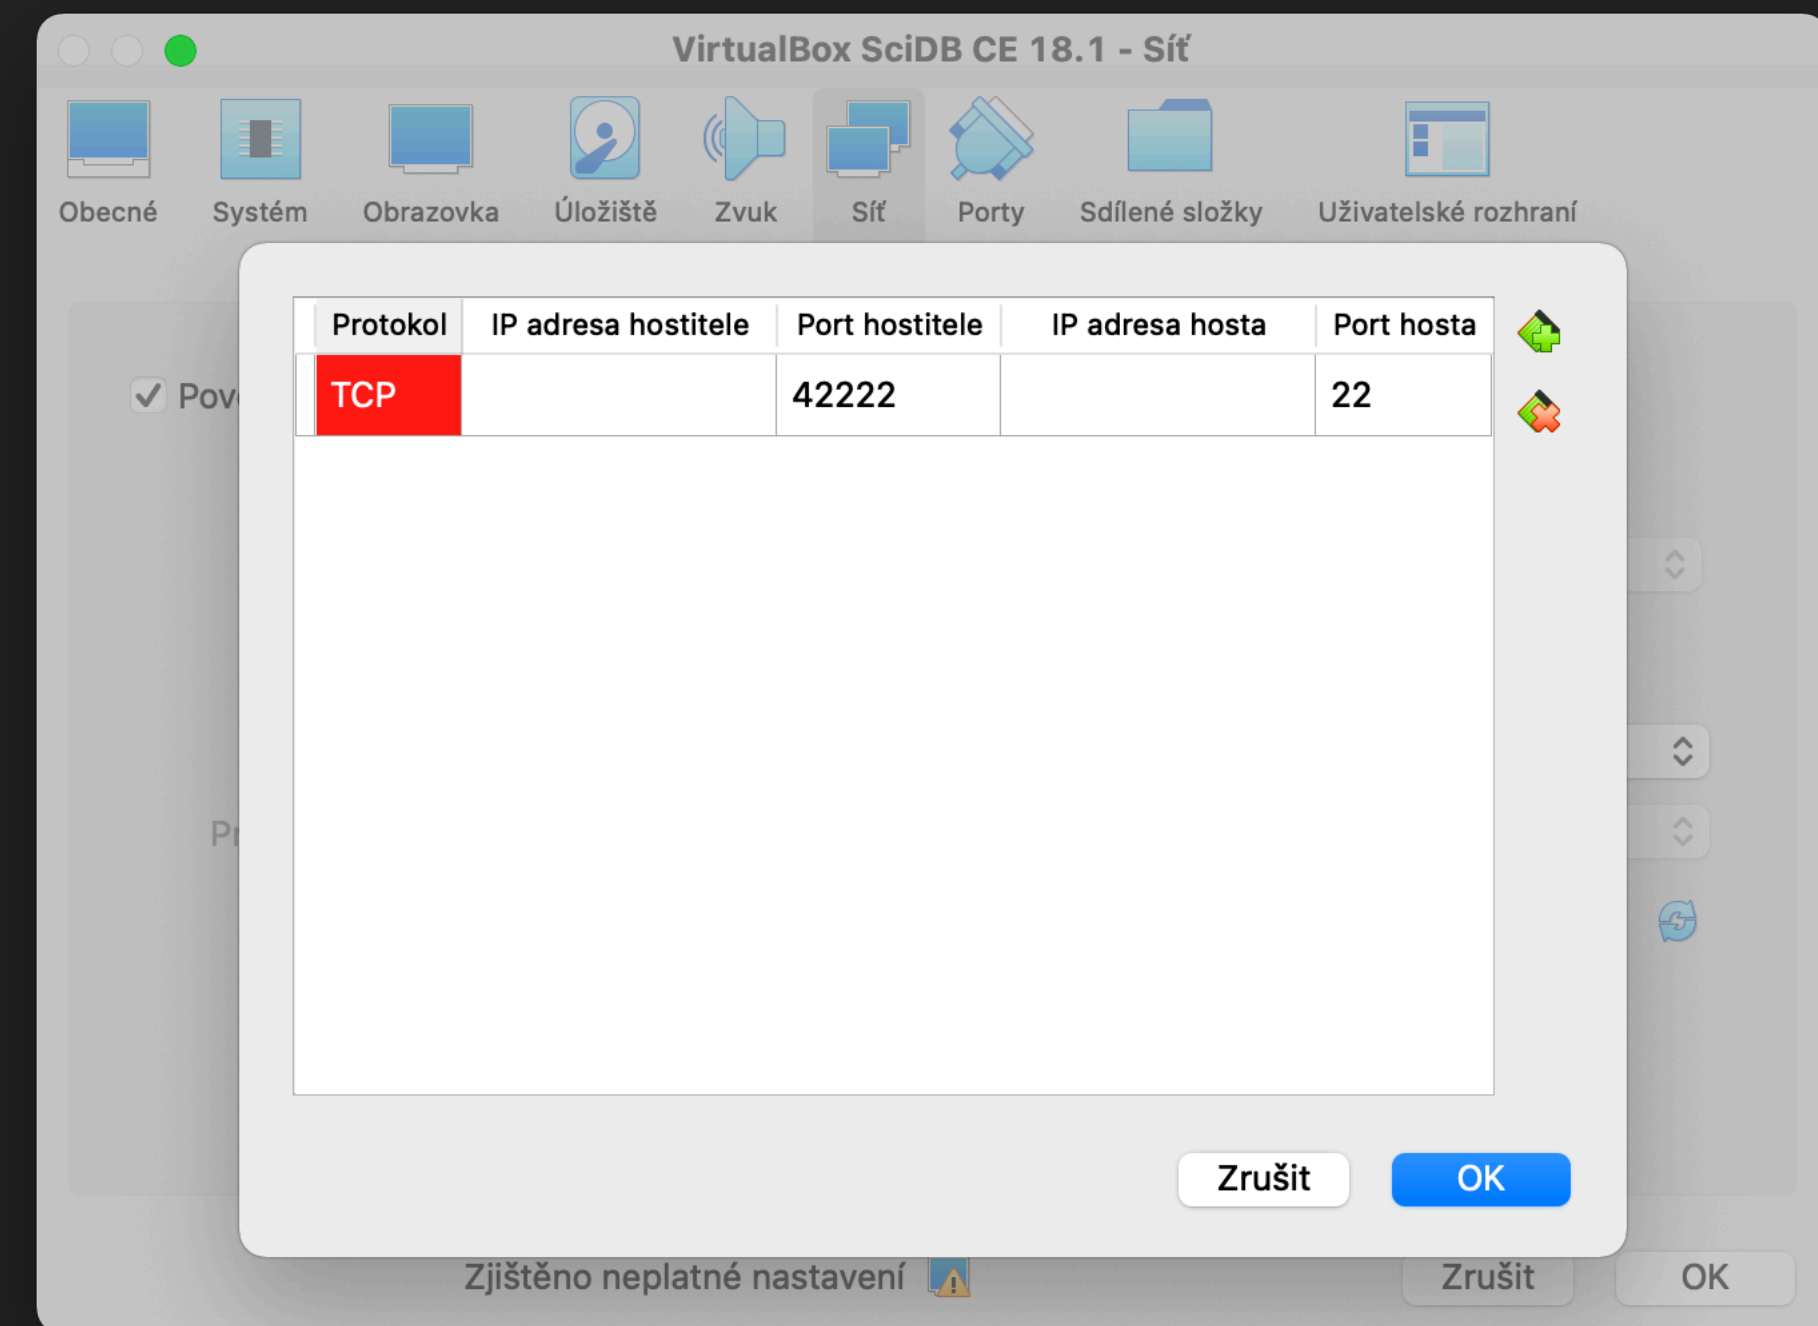 VirtualBox SciDB CE 18.1 - Síť
Obecné Systém Obrazovka Úložiště Zvuk Síť Porty Sdílené složky Uživatelské rozhraní
Protokol IP adresa hostitele Port hostitele IP adresa hosta Port hosta
TCP 42222 22
Zrušit OK
Zjištěno neplatné nastavení Zrušit OK